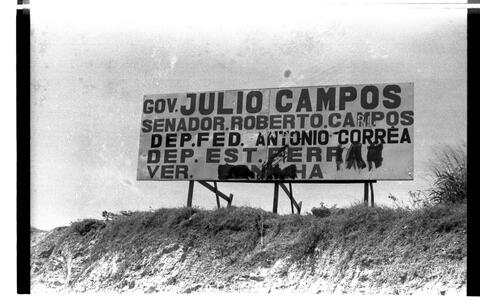 GOV. JULIO CAMPOS
SENADOR. ROBERTO. CAMPOS
DEP. FED. ANTONIO CORRÊA
DEP. EST.
VER.